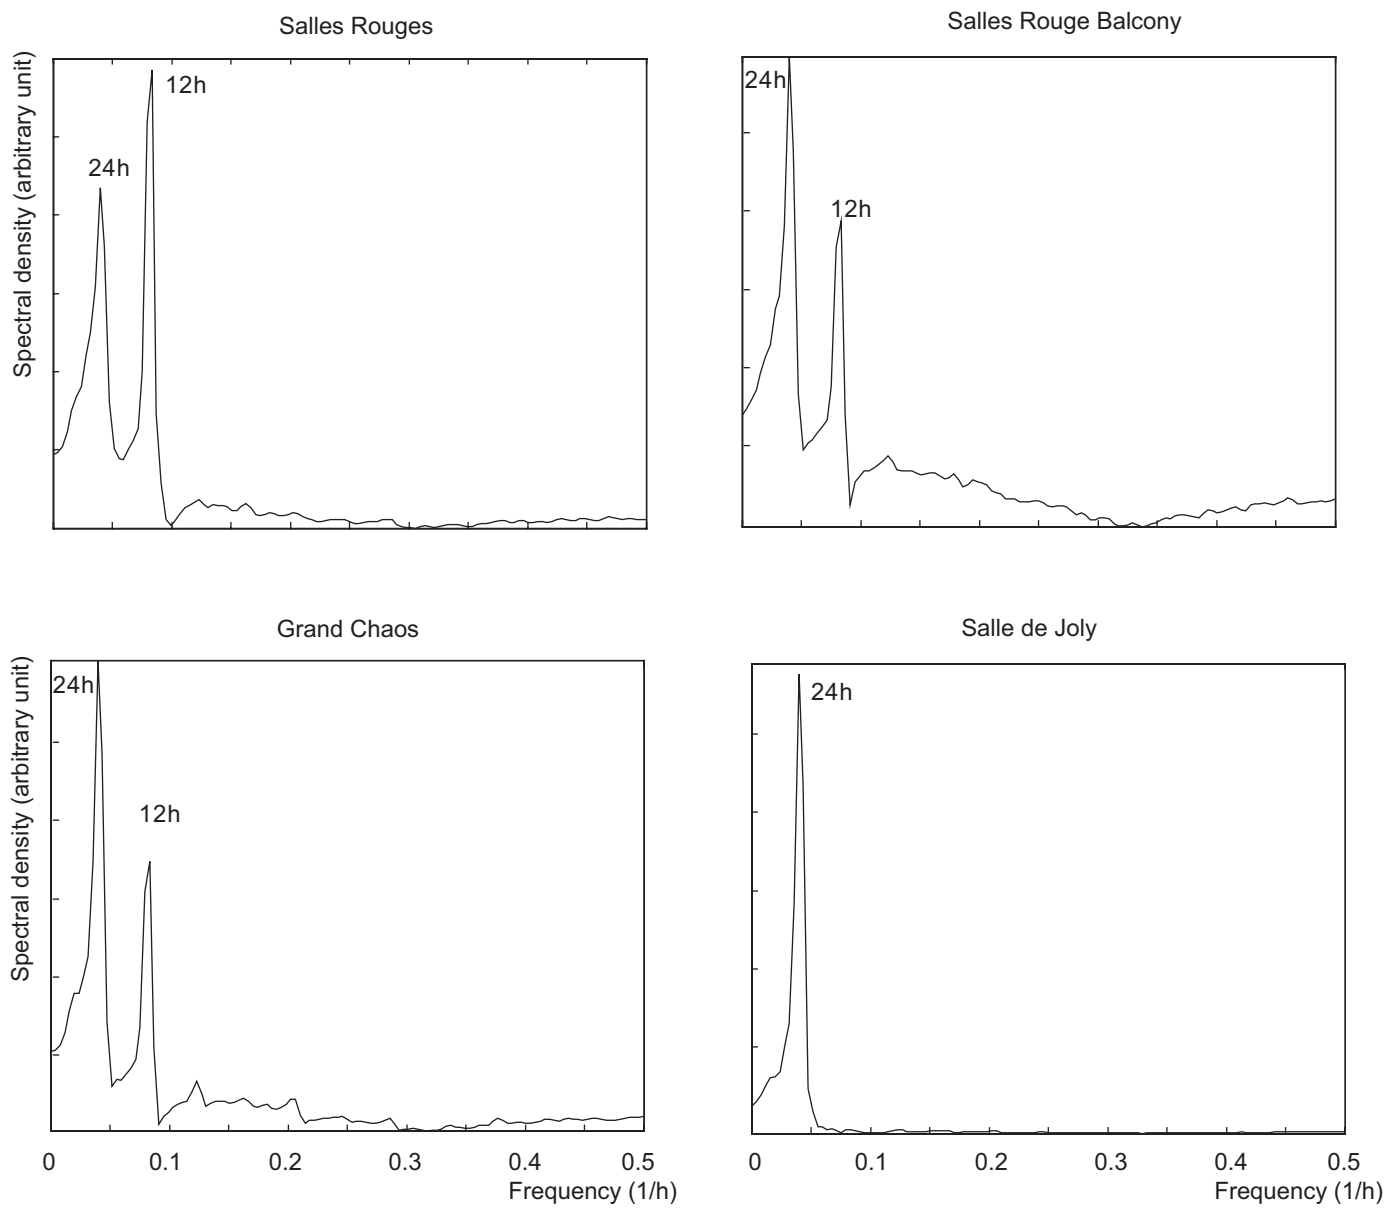 Salles Rouges
Salles Rouge Balcony
Spectral density (arbitrary unit)
24h
12h
24h
12h
Grand Chaos
Salle de Joly
Spectral density (arbitrary unit)
24h
12h
24h
0 0.1 0.2 0.3 0.4 0.5
Frequency (1/h)
0 0.1 0.2 0.3 0.4 0.5
Frequency (1/h)